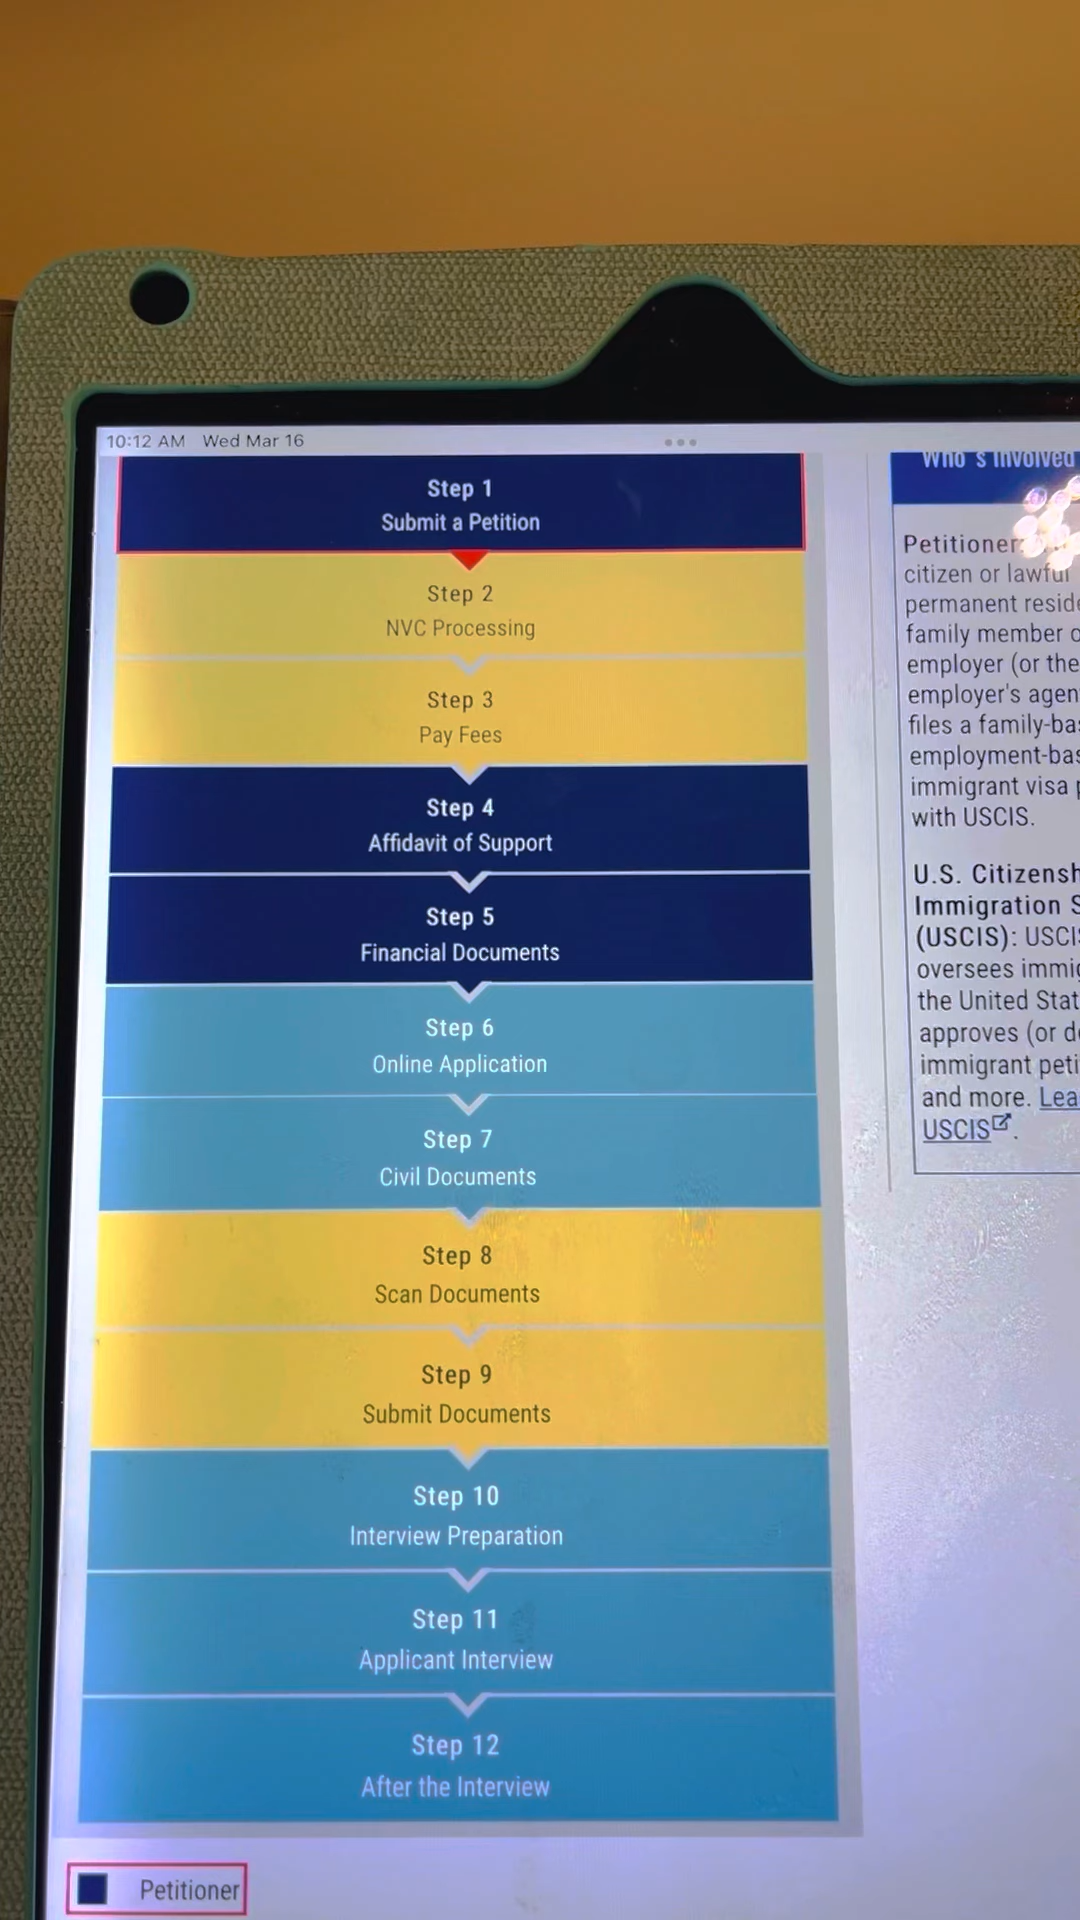 10:12 AM Wed Mar 16
Step 1
Submit a Petition
Step 2
NVC Processing
Step 3
Pay Fees
Step 4
Affidavit of Support
Step 5
Financial Documents
Step 6
Online Application
Step 7
Civil Documents
Step 8
Scan Documents
Step 9
Submit Documents
Step 10
Interview Preparation
Step 11
Applicant Interview
Step 12
After the Interview
Petitioner
Who's Involved
Petitioner
citizen or lawful
permanent
family member
employer (or the
employer's
files a
immigrant visa
with USCIS.
U.S.
Immigration
(USCIS):
oversees
the United
approves (or
immigrant
and more.
USCIS.